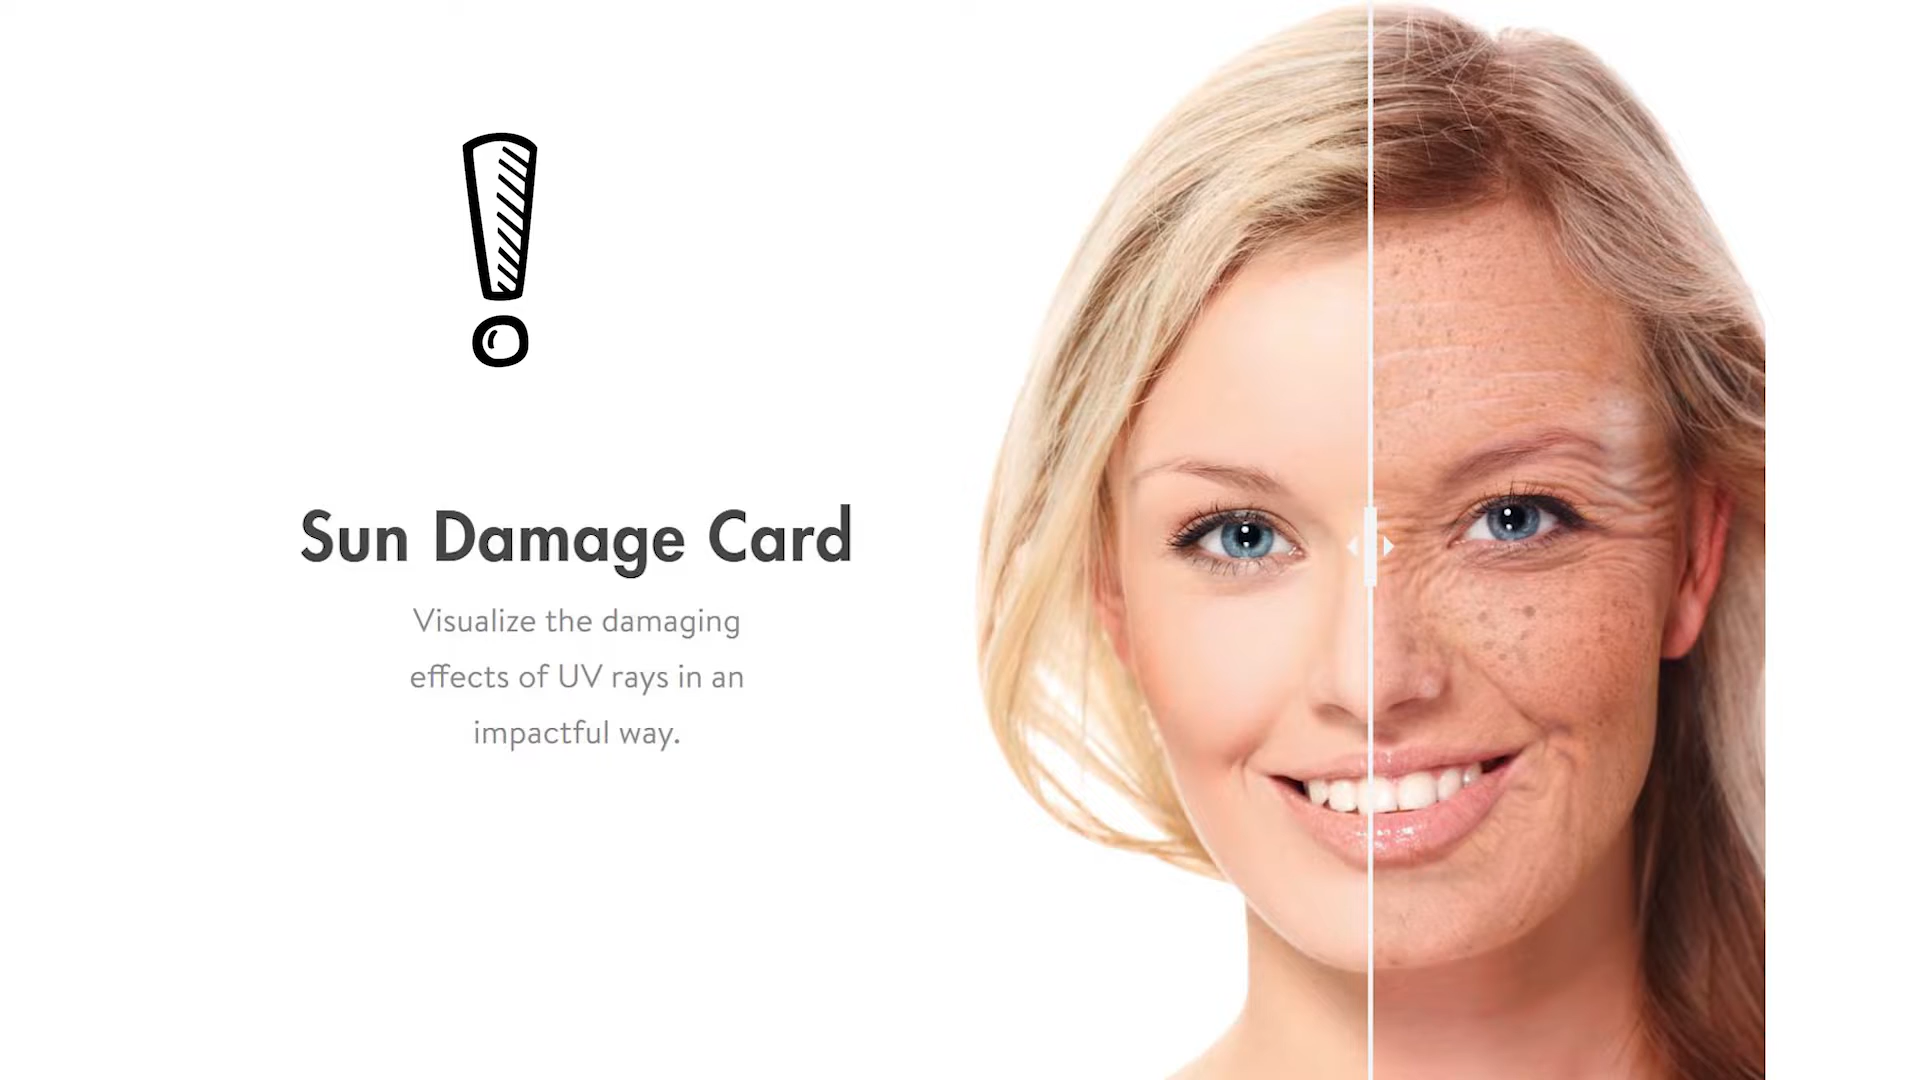 Sun Damage Card
Visualize the damaging
effects of UV rays in an
impactful way.